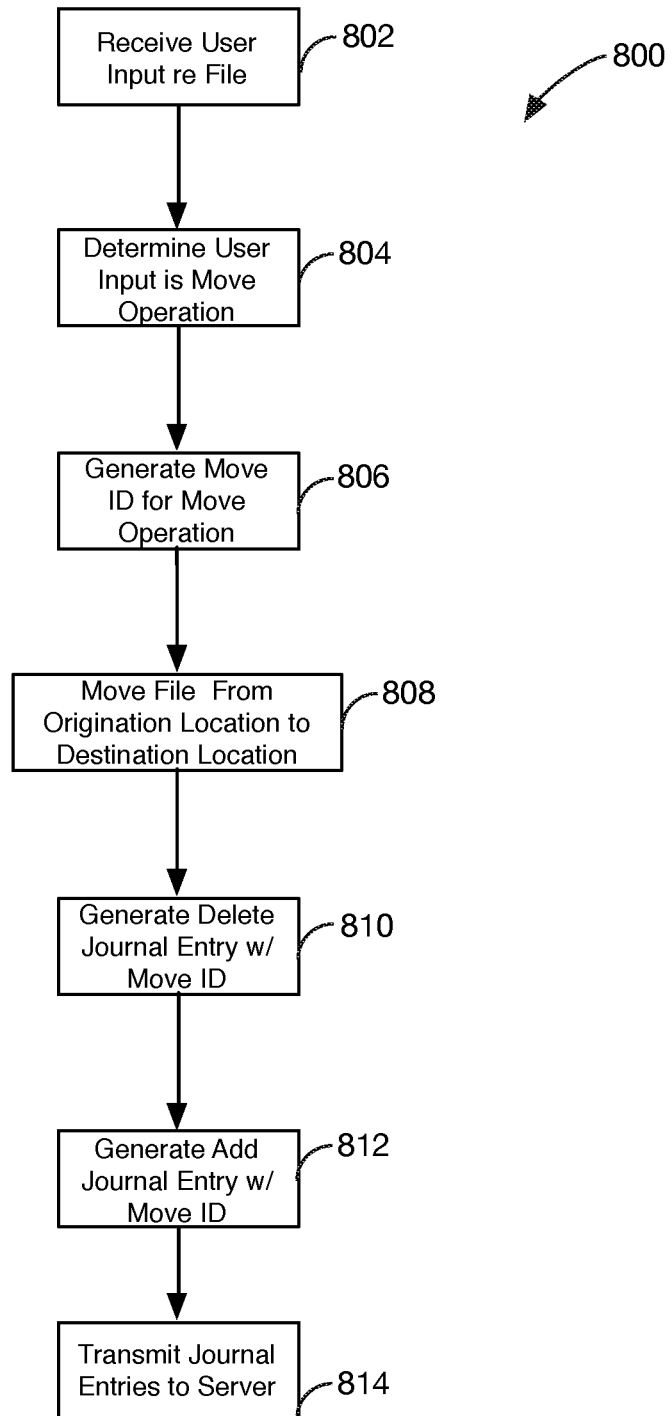 Receive User
Input re File
802
800
Determine User
Input is Move
Operation
804
Generate Move
ID for Move
Operation
806
Move File From
Origination Location to
Destination Location
808
Generate Delete
Journal Entry w/
Move ID
810
Generate Add
Journal Entry w/
Move ID
812
Transmit Journal
Entries to Server
814